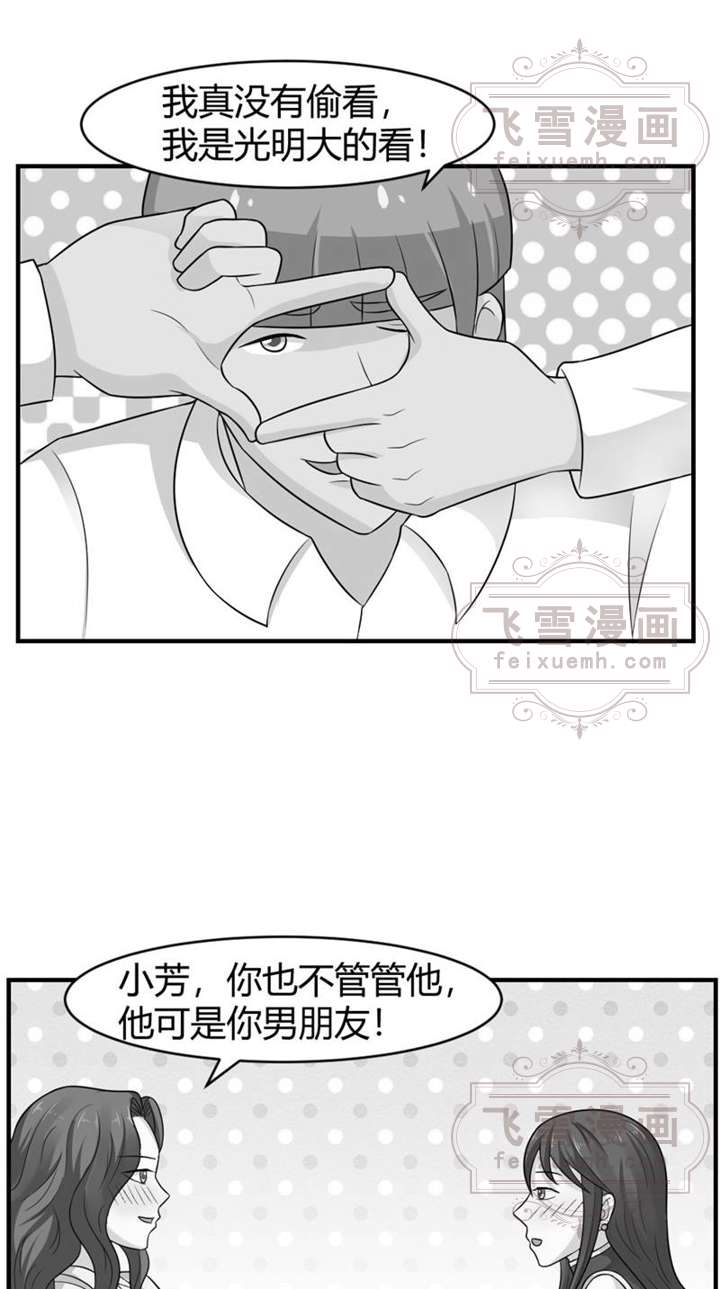 我真没有偷看，
我是光明大的看！
飞雪漫画
feixuemh.com
飞雪漫画
feixuemh.com
小芳，你也不管管他，
他可是你男朋友！
飞雪漫画
feixuemh.com